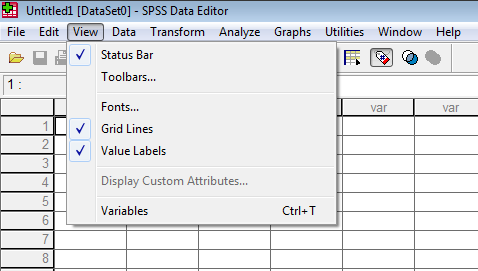 Untitled1 [DataSet0] - SPSS Data Editor
File Edit View Data Transform Analyze Graphs Utilities Window Help
Status Bar
Toolbars...
1 :
Fonts...
var var
1
Grid Lines
2
Value Labels
3
4
Display Custom Attributes...
5
Variables Ctrl+T
6
7
8